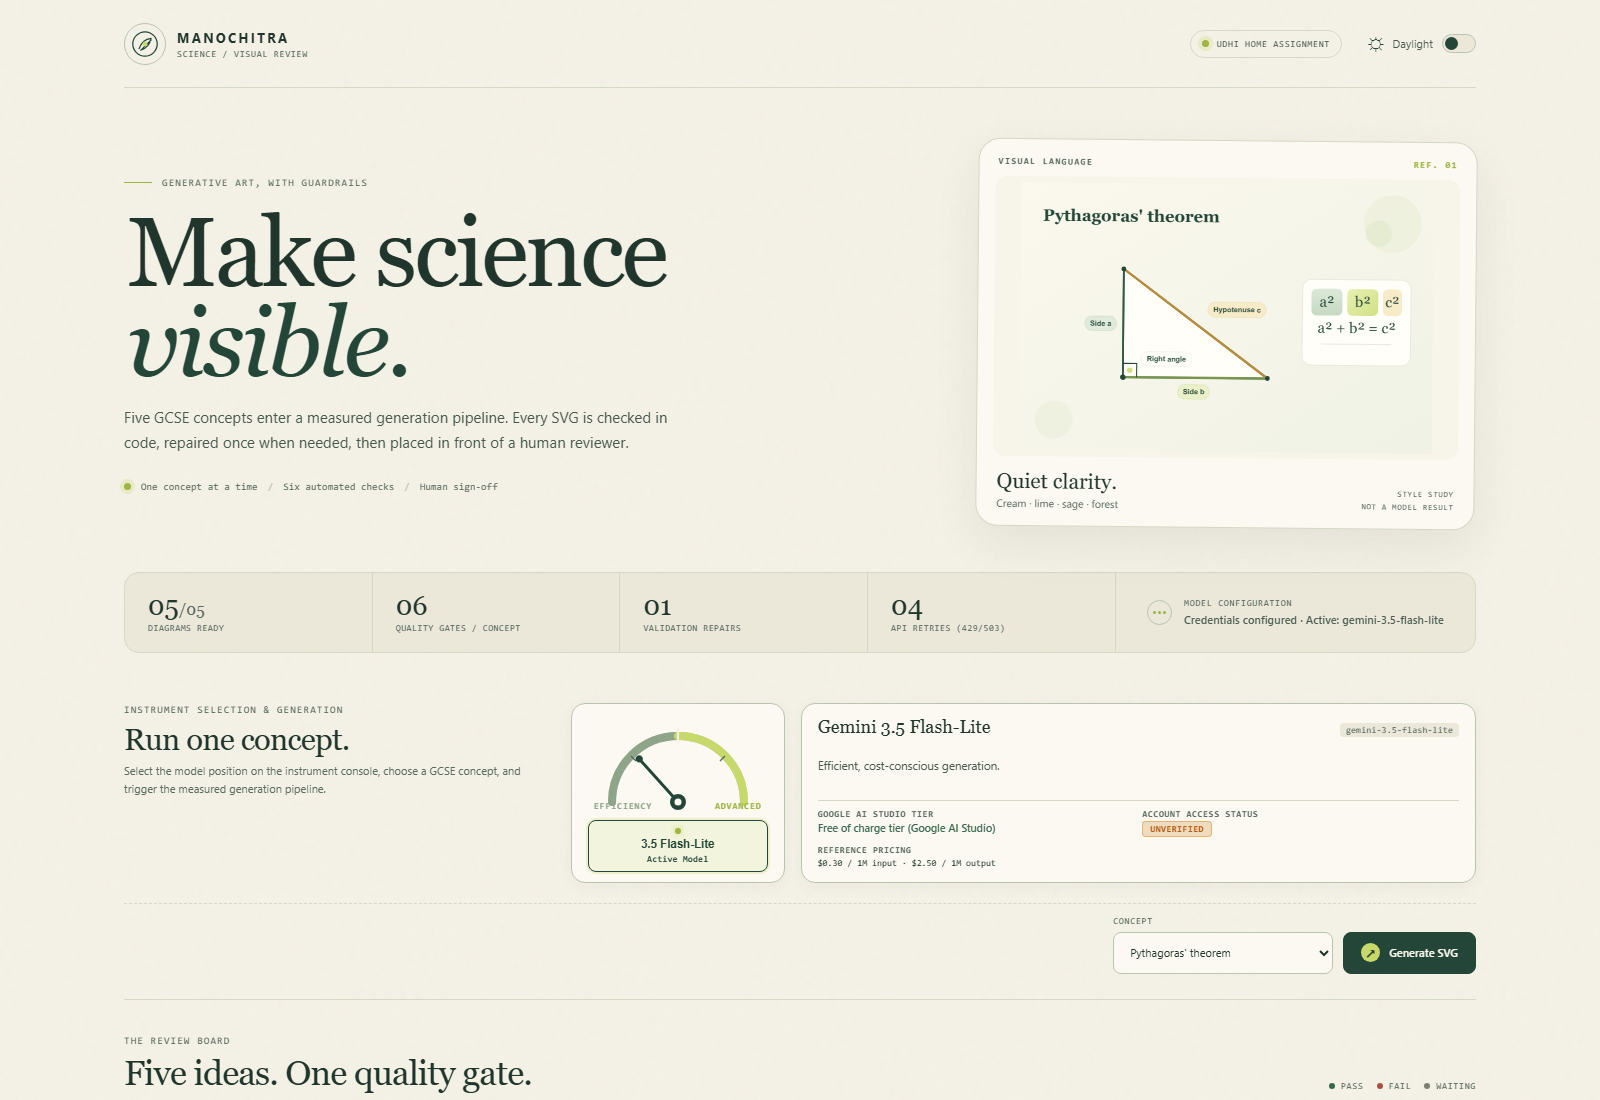 MANOCHITRA
SCIENCE / VISUAL REVIEW
UDHI HOME ASSIGNMENT
Daylight
GENERATIVE ART, WITH GUARDRAILS
Make science
visible.
Five GCSE concepts enter a measured generation pipeline. Every SVG is checked in
code, repaired once when needed, then placed in front of a human reviewer.
One concept at a time / Six automated checks / Human sign-off
VISUAL LANGUAGE
REF. 01
Pythagoras' theorem
Side a
Hypotenuse c
Right angle
Side b
a² b² c²
a² + b² = c²
Quiet clarity.
Cream · lime · sage · forest
STYLE STUDY
NOT A MODEL RESULT
05/05
DIAGRAMS READY
06
QUALITY GATES / CONCEPT
01
VALIDATION REPAIRS
04
API RETRIES (429/503)
MODEL CONFIGURATION
Credentials configured · Active: gemini-3.5-flash-lite
INSTRUMENT SELECTION & GENERATION
Run one concept.
Select the model position on the instrument console, choose a GCSE concept, and
trigger the measured generation pipeline.
EFFICIENCY
ADVANCED
3.5 Flash-Lite
Active Model
Gemini 3.5 Flash-Lite
gemini-3.5-flash-lite
Efficient, cost-conscious generation.
GOOGLE AI STUDIO TIER
Free of charge tier (Google AI Studio)
ACCOUNT ACCESS STATUS
UNVERIFIED
REFERENCE PRICING
$0.30 / 1M input · $2.50 / 1M output
CONCEPT
Pythagoras' theorem
Generate SVG
THE REVIEW BOARD
Five ideas. One quality gate.
PASS
FAIL
WAITING